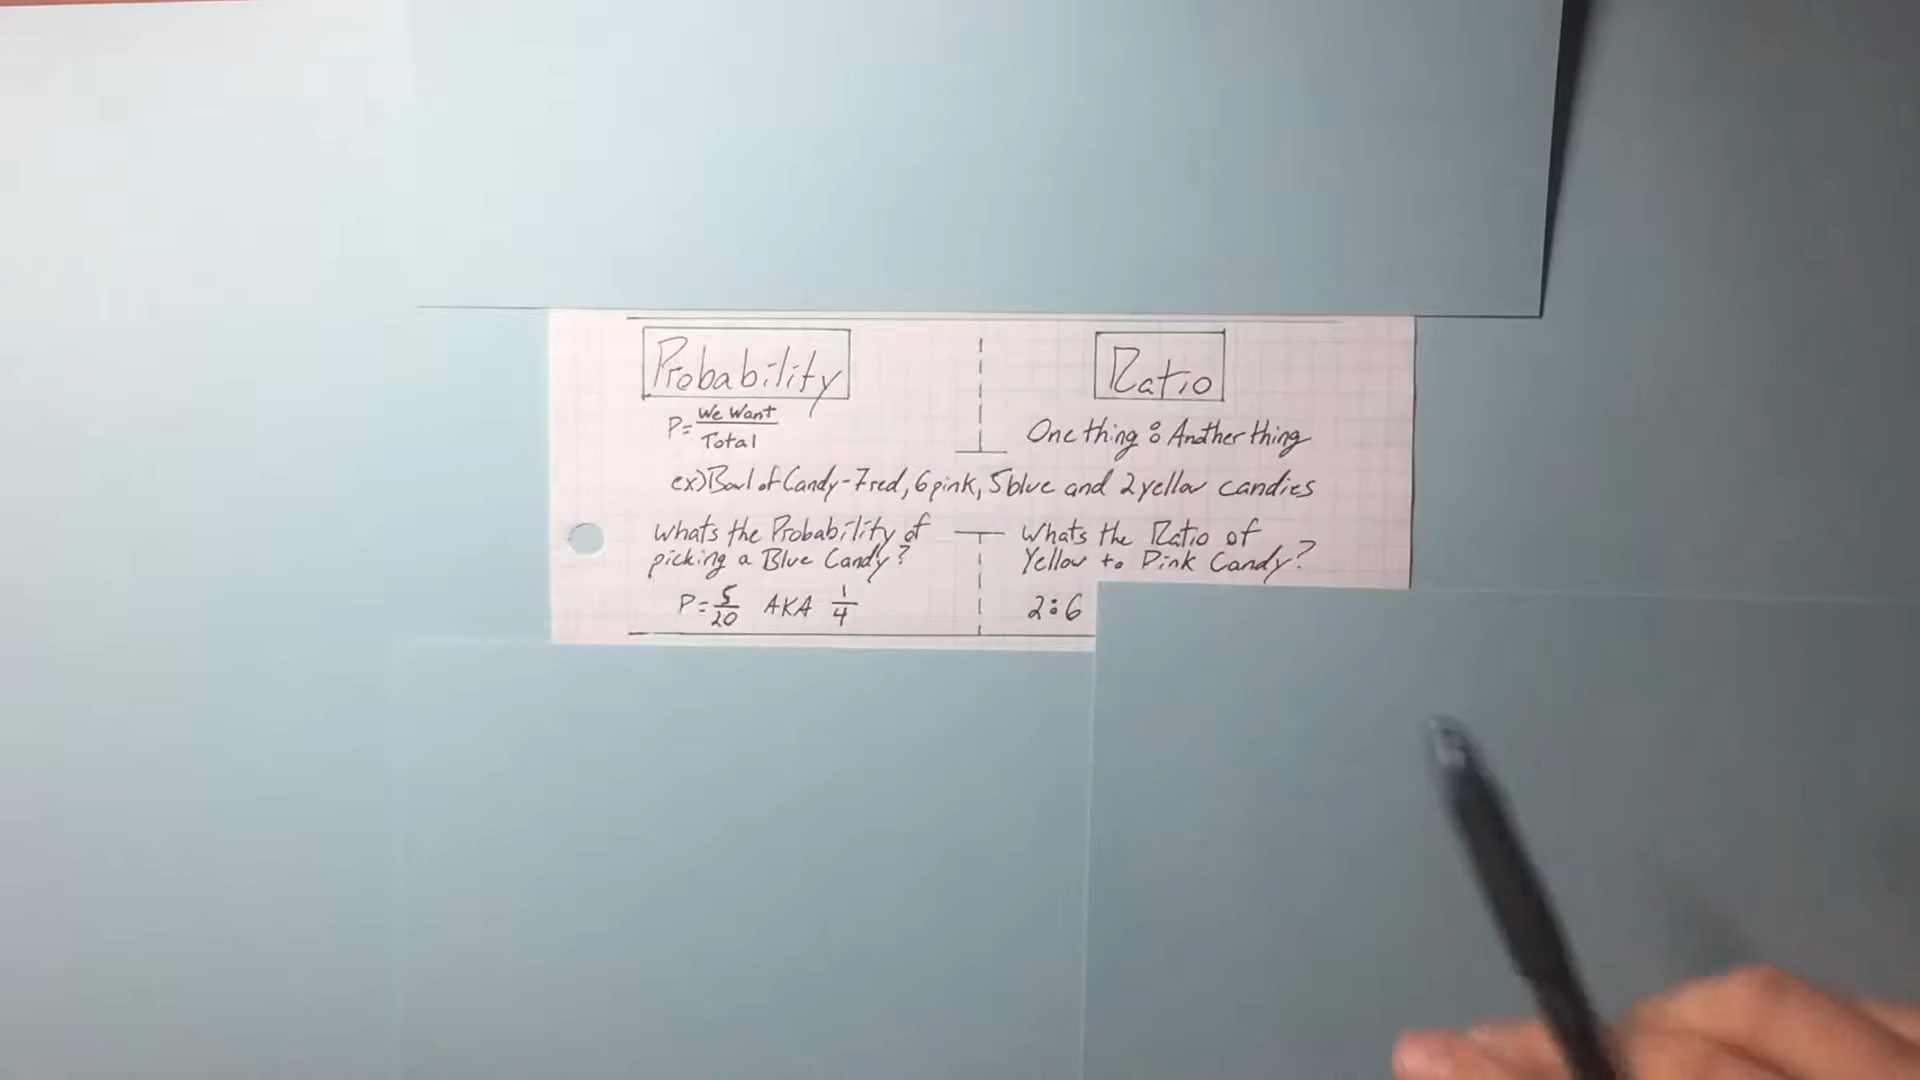 Probability
P= We Want
Total
Ratio
One thing : Another thing
ex) Bowl of Candy - 7 red, 6 pink, 5 blue and 2 yellow candies
Whats the Probability of
picking a Blue Candy?
P= 5/20 AKA 1/4
Whats the Ratio of
Yellow to Pink Candy?
2:6